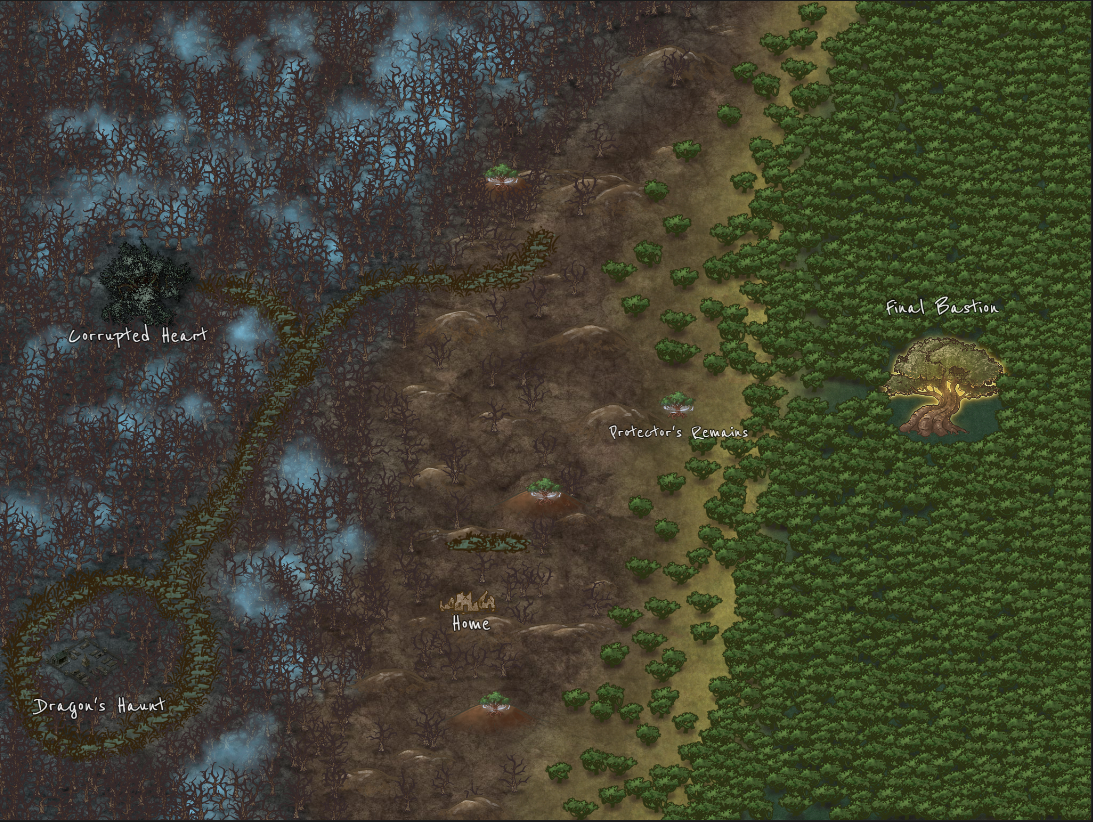 Final Bastion
Corrupted Heart
Protector's Remains
Home
Dragon's Haunt